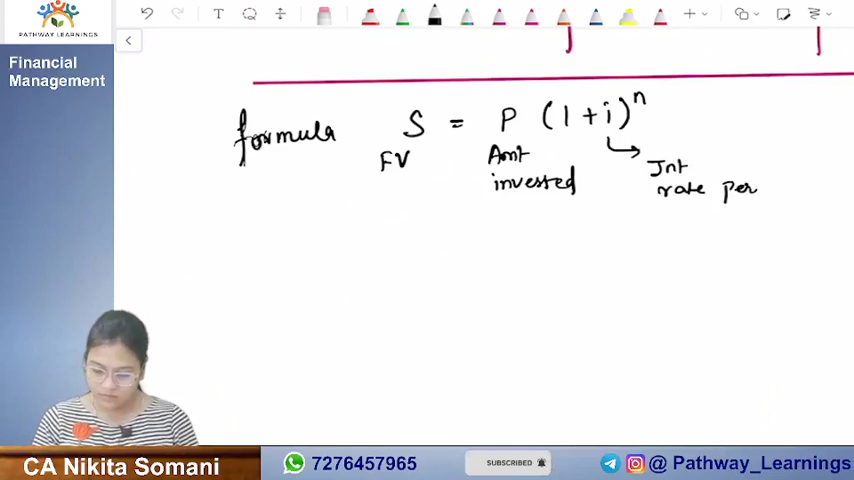 PATHWAY LEARNINGS
Financial
Management
T
formula S = P (1+i)^n
FV Amt
invested
Int
rate per
CA Nikita Somani
7276457965
SUBSCRIBED
@ Pathway_Learnings